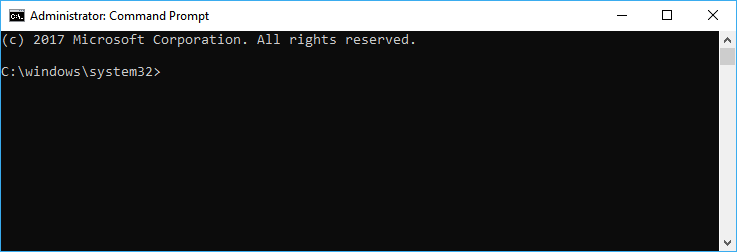 Administrator: Command Prompt
(c) 2017 Microsoft Corporation. All rights reserved.
C:\windows\system32>